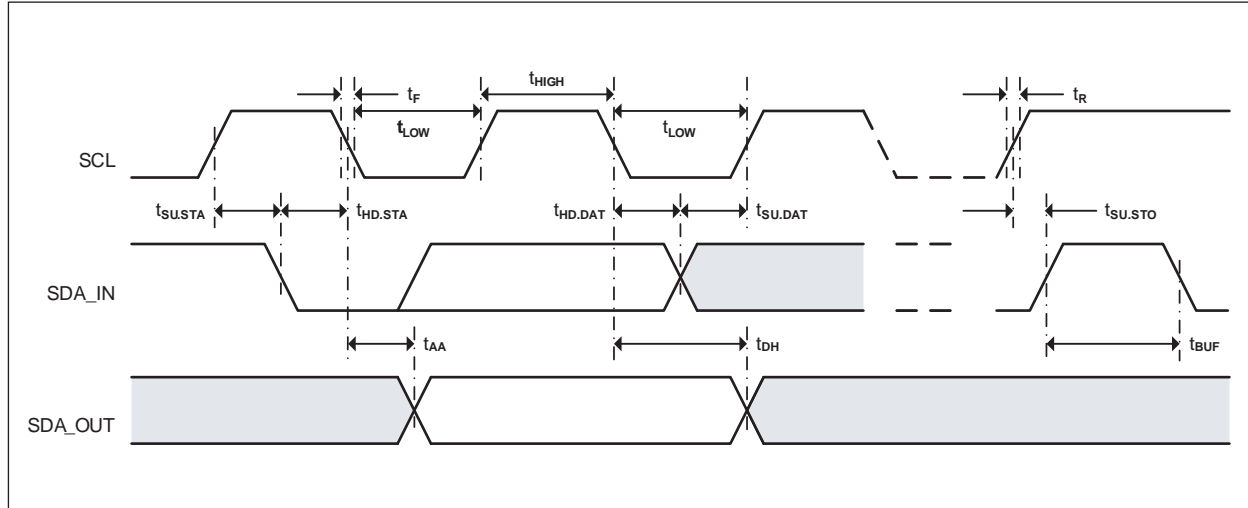 tHIGH
tF
tR
tLOW
tLOW
SCL
tSU.STA
tHD.STA
tHD.DAT
tSU.DAT
tSU.STO
SDA_IN
tAA
tDH
tBUF
SDA_OUT